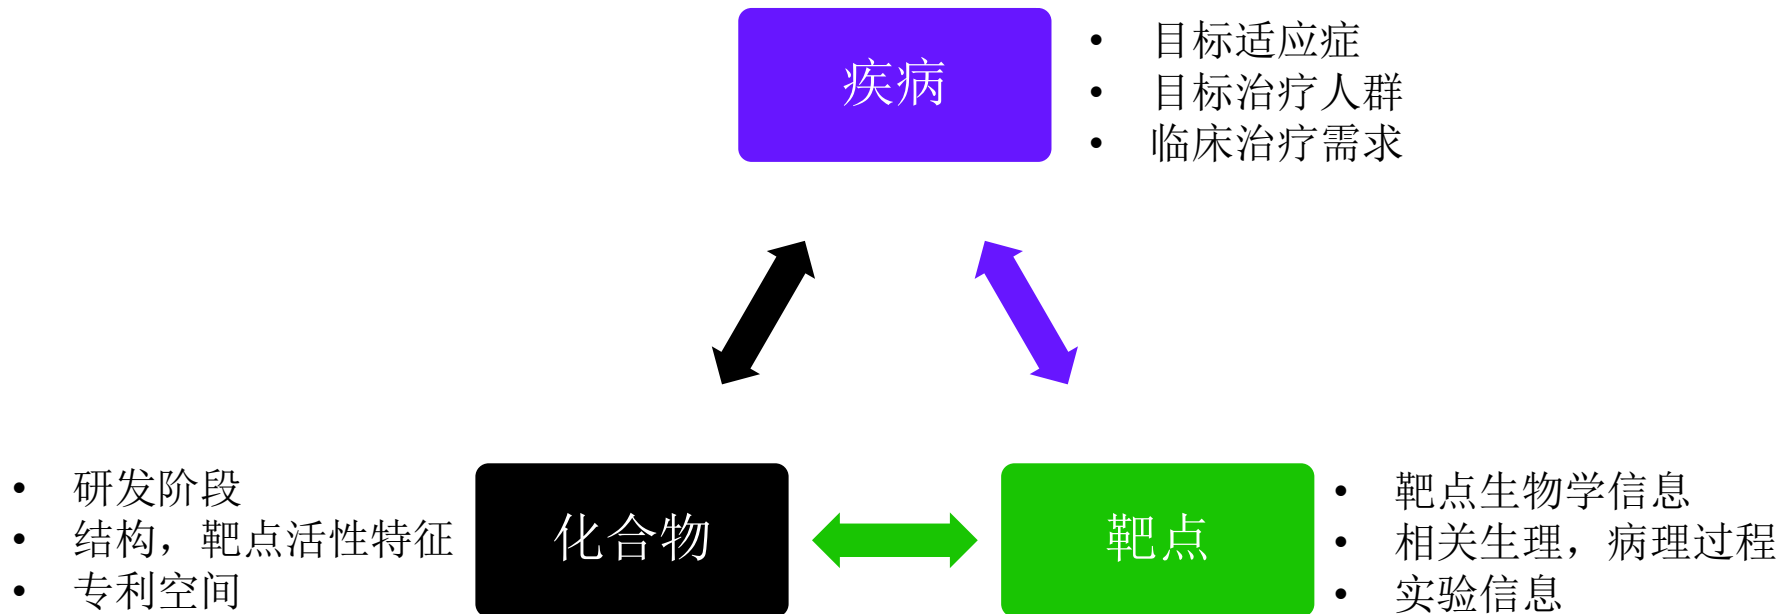 疾病
• 目标适应症
• 目标治疗人群
• 临床治疗需求
• 研发阶段
• 结构，靶点活性特征
• 专利空间
化合物
靶点
• 靶点生物学信息
• 相关生理，病理过程
• 实验信息